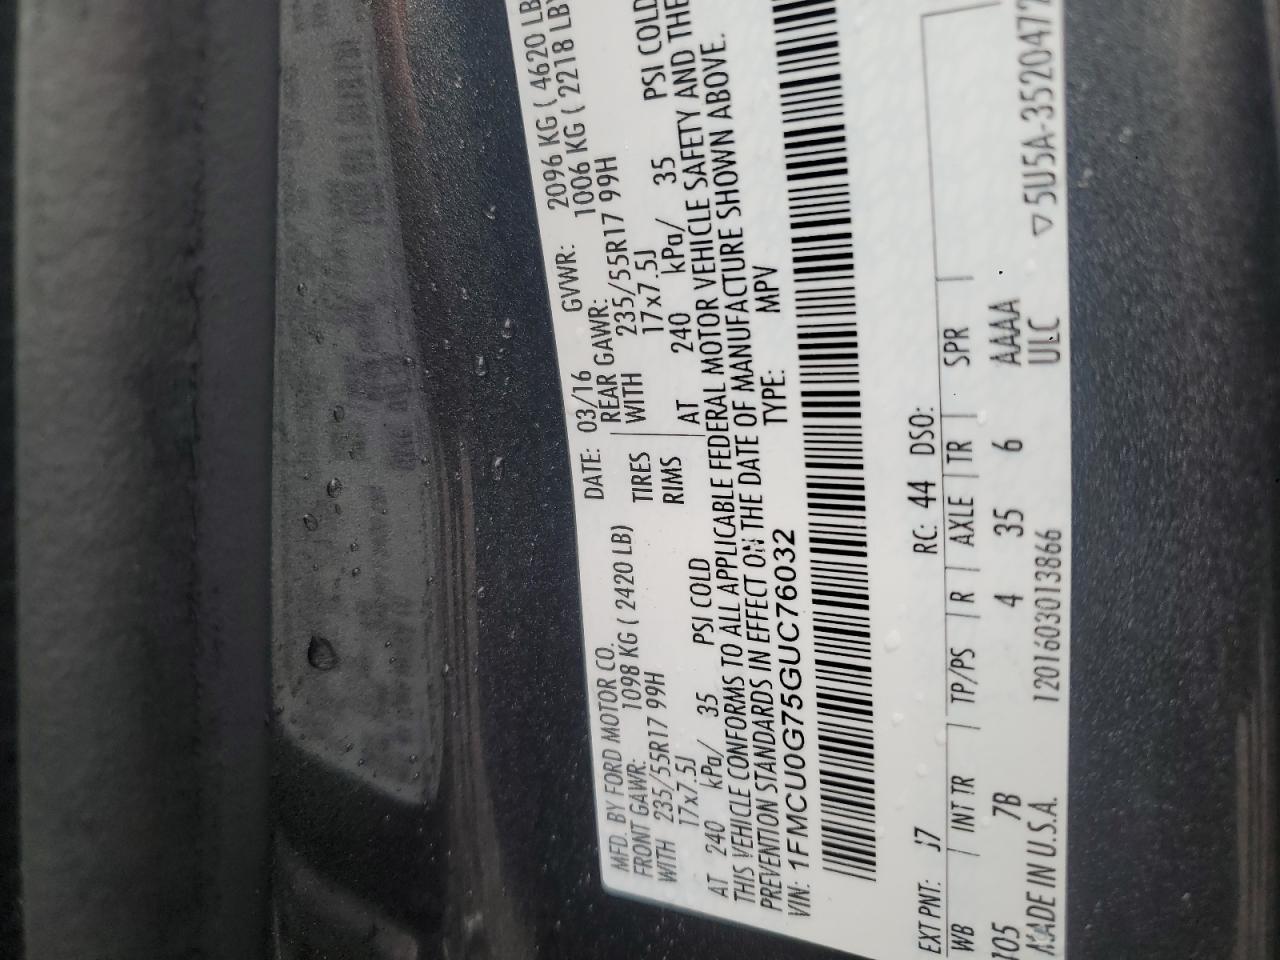 MFD. BY FORD MOTOR CO. DATE: 03/16 GVWR: 2096 KG ( 4620 LB
FRONT GAWR: 1098 KG ( 2420 LB) REAR GAWR: 1006 KG ( 2218 LB
WITH 235/55R17 99H TIRES WITH 235/55R17 99H
17x7.5J RIMS 17x7.5J
AT 240 kPa/ 35 PSI COLD AT 240 kPa/ 35 PSI COLD
THIS VEHICLE CONFORMS TO ALL APPLICABLE FEDERAL MOTOR VEHICLE SAFETY AND THE
PREVENTION STANDARDS IN EFFECT ON THE DATE OF MANUFACTURE SHOWN ABOVE.
VIN: 1FMCU0G75GUC76032 TYPE: MPV
EXT PNT: J7 RC: 44 DSO:
WB INT TR TP/PS R AXLE TR SPR
105 7B 4 35 6 AAAA
MADE IN U.S.A. 1201603013866 ULC ▽5U5A-3520472